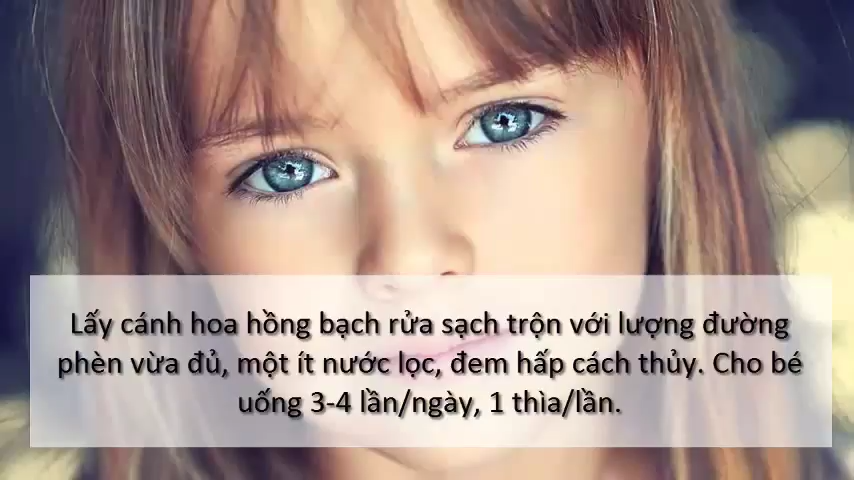 Lấy cánh hoa hồng bạch rửa sạch trộn với lượng đường
phèn vừa đủ, một ít nước lọc, đem hấp cách thủy. Cho bé
uống 3-4 lần/ngày, 1 thìa/lần.